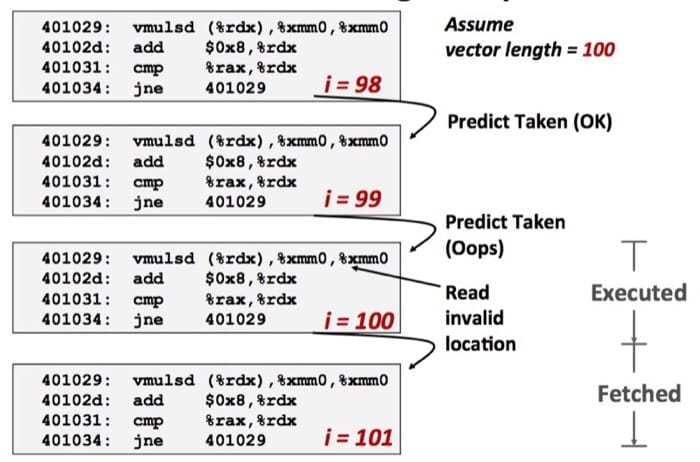 Assume
vector length = 100
401029: vmulsd (%rdx),%xmm0,%xmm0
40102d: add $0x8,%rdx
401031: cmp %rax,%rdx
401034: jne 401029
i = 98
Predict Taken (OK)
401029: vmulsd (%rdx),%xmm0,%xmm0
40102d: add $0x8,%rdx
401031: cmp %rax,%rdx
401034: jne 401029
i = 99
Predict Taken
(Oops)
401029: vmulsd (%rdx),%xmm0,%xmm0
40102d: add $0x8,%rdx
401031: cmp %rax,%rdx
401034: jne 401029
i = 100
Read
invalid
location
Executed
401029: vmulsd (%rdx),%xmm0,%xmm0
40102d: add $0x8,%rdx
401031: cmp %rax,%rdx
401034: jne 401029
i = 101
Fetched